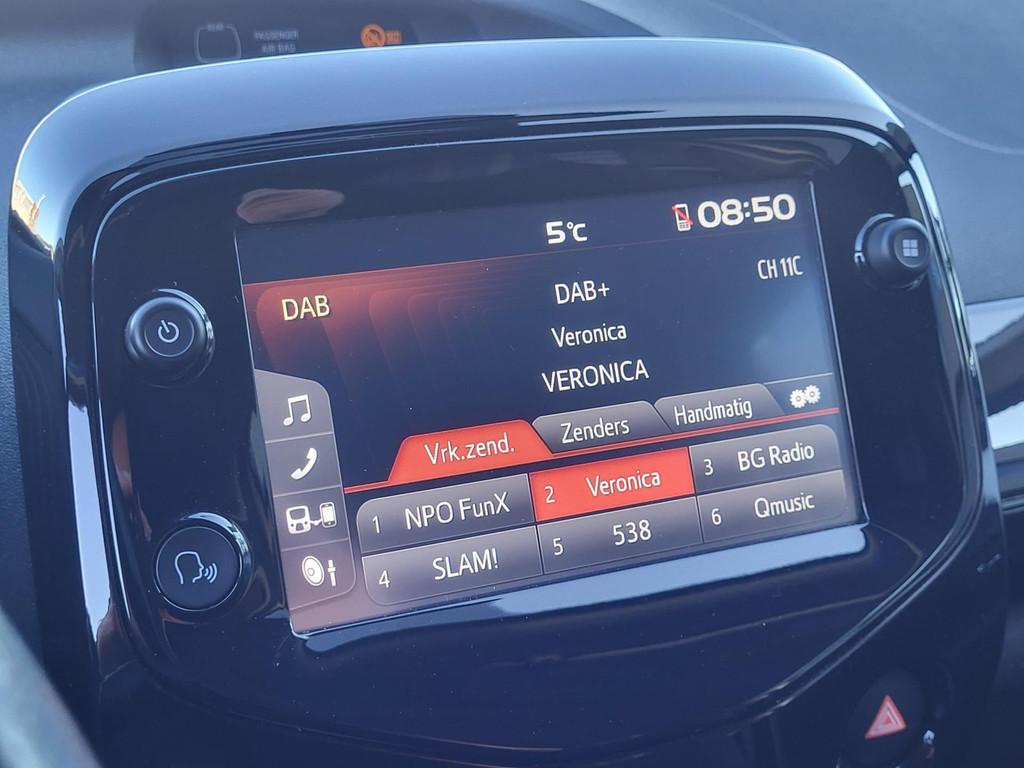 PASSENGER
AIR BAG
5°C
08:50
DAB
DAB+
CH 11C
Veronica
VERONICA
Vrk.zend.
Zenders
Handmatig
1 NPO FunX
2 Veronica
3 BG Radio
4 SLAM!
5 538
6 Qmusic